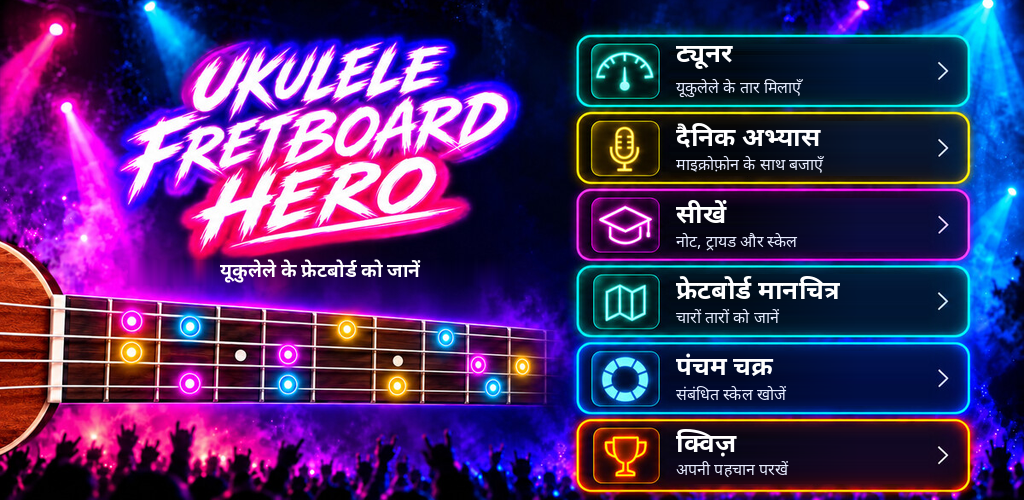 UKULELE
FRETBOARD
HERO
यूकुलेले के फ्रेटबोर्ड को जानें
ट्यूनर
यूकुलेले के तार मिलाएँ
दैनिक अभ्यास
माइक्रोफ़ोन के साथ बजाएँ
सीखें
नोट, ट्रायड और स्केल
फ्रेटबोर्ड मानचित्र
चारों तारों को जानें
पंचम चक्र
संबंधित स्केल खोजें
क्विज़
अपनी पहचान परखें